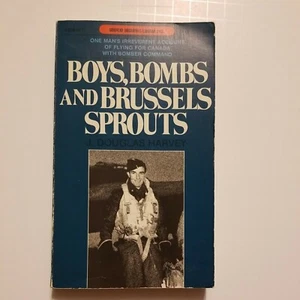 ONE MAN'S IRREVERENT ACCOUNT
OF FLYING FOR CANADA
WITH BOMBER COMMAND
BOYS, BOMBS
AND BRUSSELS
SPROUTS
J. DOUGLAS HARVEY